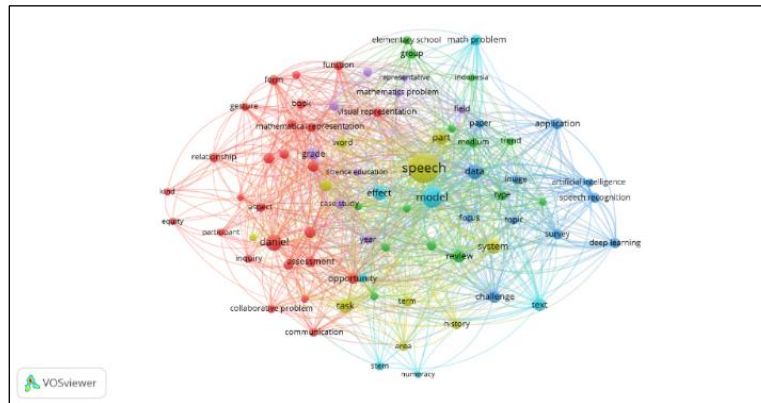 elementary school
math problem
group
function
representative
indonesia
form
mathematics problem
book
gesture
visual representation
field
paper
application
mathematical representation
part
medium
trend
word
grade
relationship
speech
science education
data
image
artificial intelligence
kind
effect
model
type
speech recognition
equity
aspect
case study
focus
topic
participant
year
survey
daniel
system
deep learning
inquiry
assessment
review
opportunity
challenge
collaborative problem
task
term
text
communication
history
area
stem
numeracy
VOSviewer